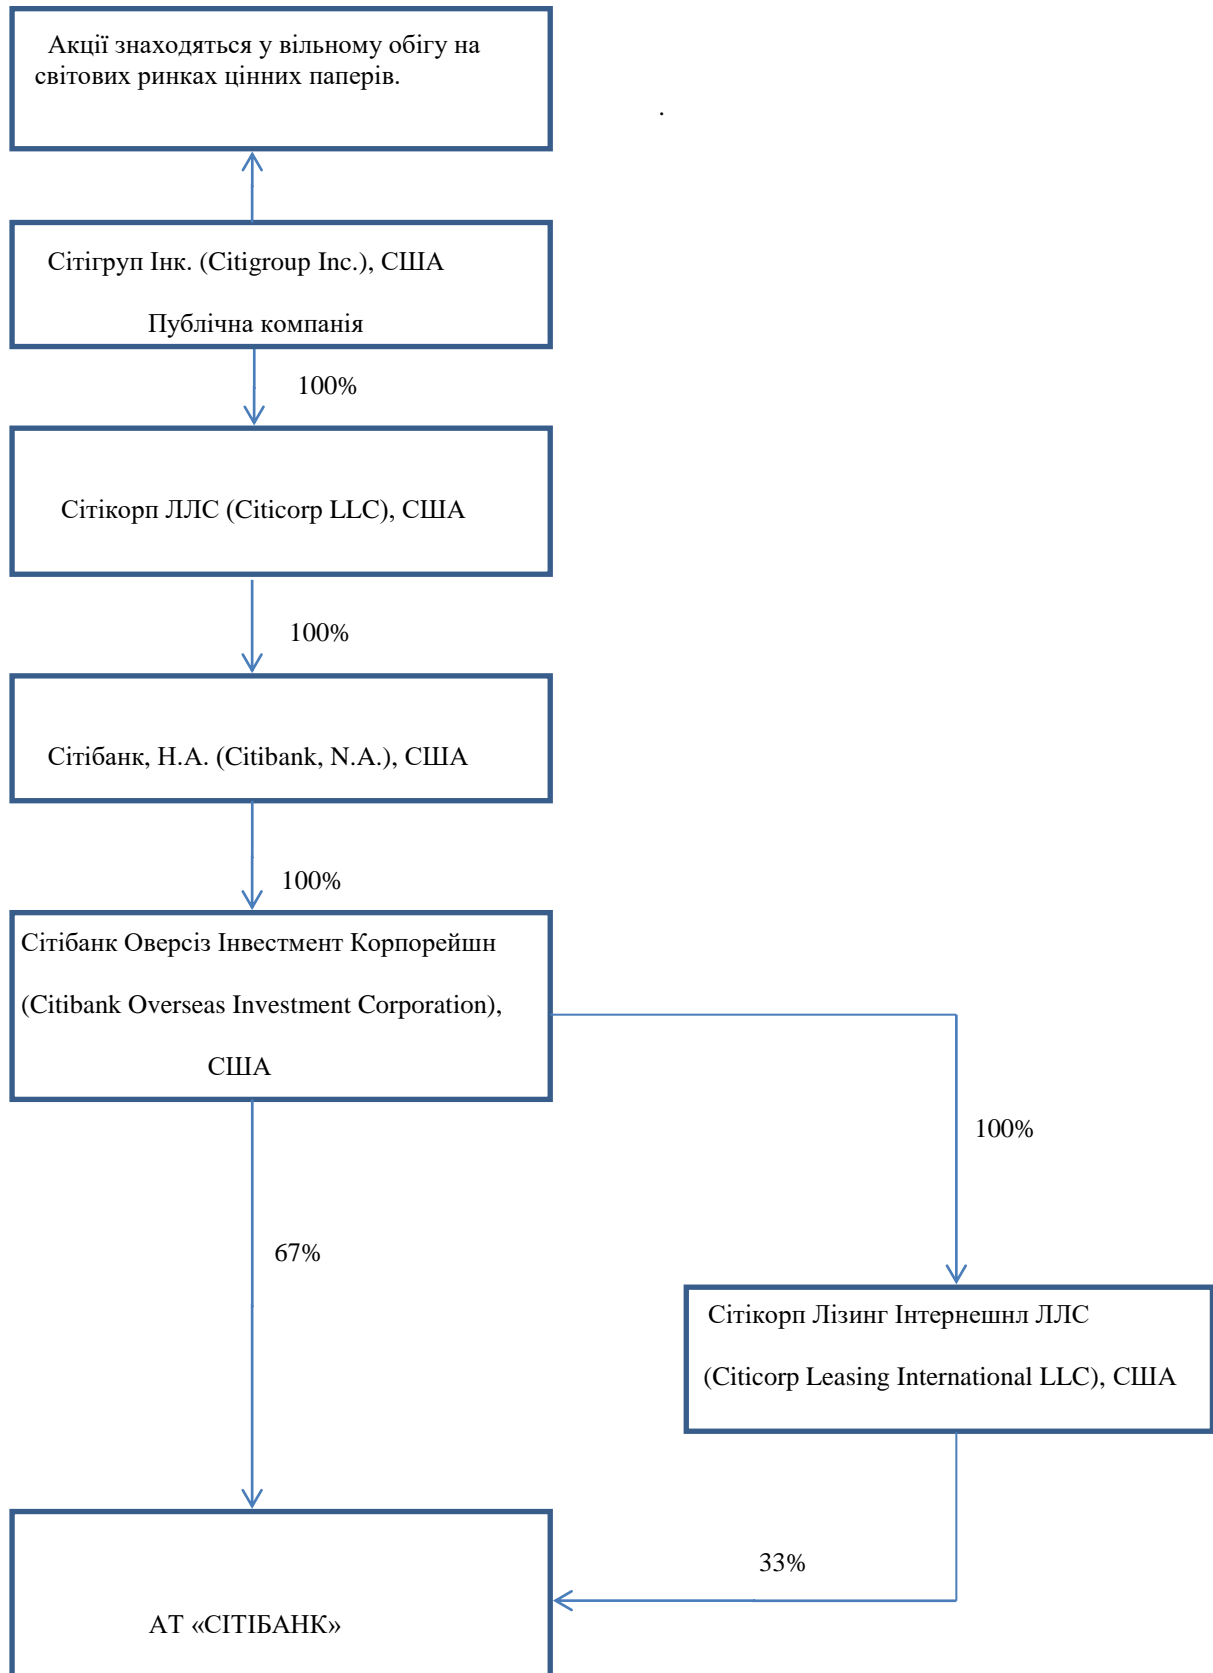 Акції знаходяться у вільному обігу на
світових ринках цінних паперів.
.
Сітігруп Інк. (Citigroup Inc.), США
Публічна компанія
100%
Сітікорп ЛЛС (Citicorp LLC), США
100%
Сітібанк, Н.А. (Citibank, N.A.), США
100%
Сітібанк Оверсіз Інвестмент Корпорейшн
(Citibank Overseas Investment Corporation),
США
100%
67%
Сітікорп Лізинг Інтернешнл ЛЛС
(Citicorp Leasing International LLC), США
33%
АТ «СІТІБАНК»